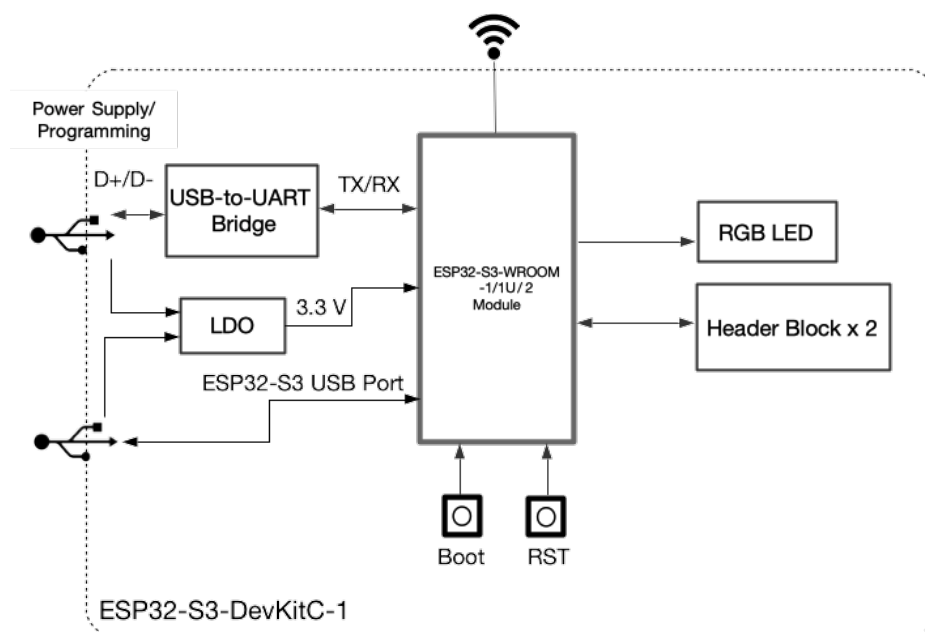 Power Supply/
Programming
D+/D-
USB-to-UART
Bridge
TX/RX
RGB LED
ESP32-S3-WROOM
-1/1U/2
Module
3.3 V
LDO
Header Block x 2
ESP32-S3 USB Port
Boot
RST
ESP32-S3-DevKitC-1